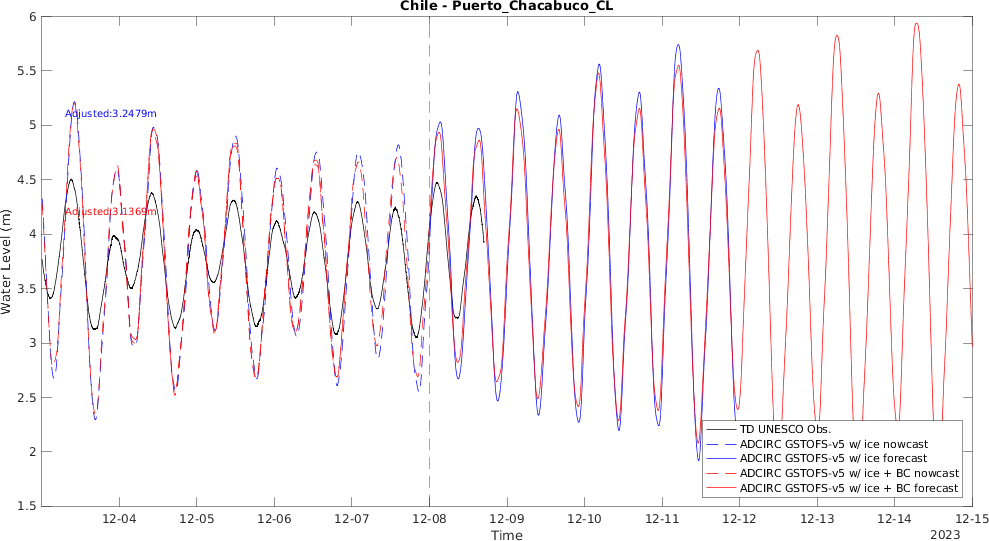 Chile - Puerto_Chacabuco_CL
6
5.5
5
4.5
4
3.5
3
2.5
2
1.5
Water Level (m)
Adjusted:3.2479m
Adjusted:3.1369m
TD UNESCO Obs.
ADCIRC GSTOFS-v5 w/ ice nowcast
ADCIRC GSTOFS-v5 w/ ice forecast
ADCIRC GSTOFS-v5 w/ ice + BC nowcast
ADCIRC GSTOFS-v5 w/ ice + BC forecast
12-04 12-05 12-06 12-07 12-08 12-09 12-10 12-11 12-12 12-13 12-14 12-15
Time
2023